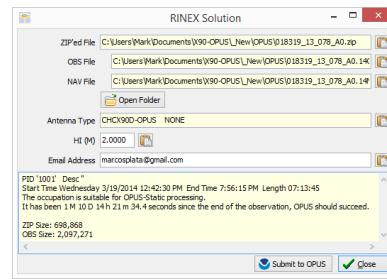 RINEX Solution
ZIP'ed File C:\Users\Mark\Documents\X90-OPUS\_New\OPUS\018319_13_078_A0.zip
OBS File C:\Users\Mark\Documents\X90-OPUS\_New\OPUS\018319_13_078_A0.14O
NAV File C:\Users\Mark\Documents\X90-OPUS\_New\OPUS\018319_13_078_A0.14N
Open Folder
Antenna Type CHCX90D-OPUS NONE
HI (M) 2.0000
Email Address marcosplata@gmail.com
PID '1001' Desc ''
Start Time Wednesday 3/19/2014 12:42:30 PM End Time 7:56:15 PM Length 07:13:45
The occupation is suitable for OPUS-Static processing.
It has been 1 M 10 D 14 h 21 m 34.4 seconds since the end of the observation, OPUS should succeed.
ZIP Size: 698,868
OBS Size: 2,097,271
Submit to OPUS
Close